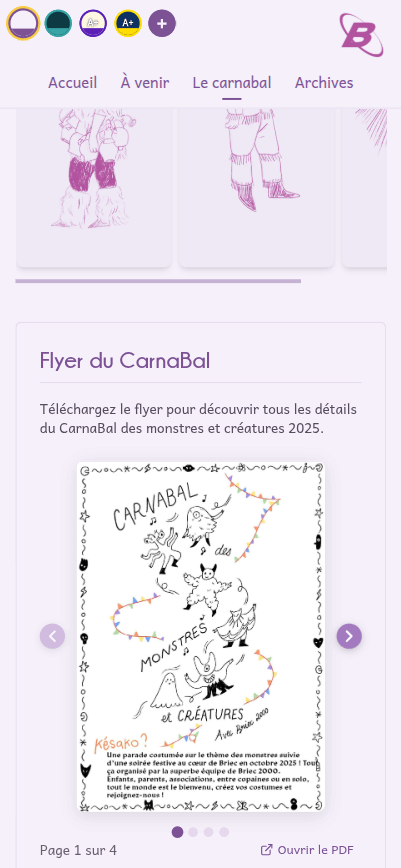 A-
A+
+
B
Accueil
À venir
Le carnabal
Archives
Flyer du CarnaBal
Téléchargez le flyer pour découvrir tous les détails
du CarnaBal des monstres et créatures 2025.
CARNABAL
des
MONSTRES
et CRÉATURES
Avec Briec 2000
Késako?
Une parade costumée sur le thème des monstres suivie
d'une soirée festive au cœur de Briec en octobre 2025 ! Tout
ça organisé par la superbe équipe de Briec 2000.
Enfants, parents, associations, entre copaines ou en solo,
tout le monde est le bienvenu, créez vos costumes et
rejoignez-nous !
Page 1 sur 4
Ouvrir le PDF